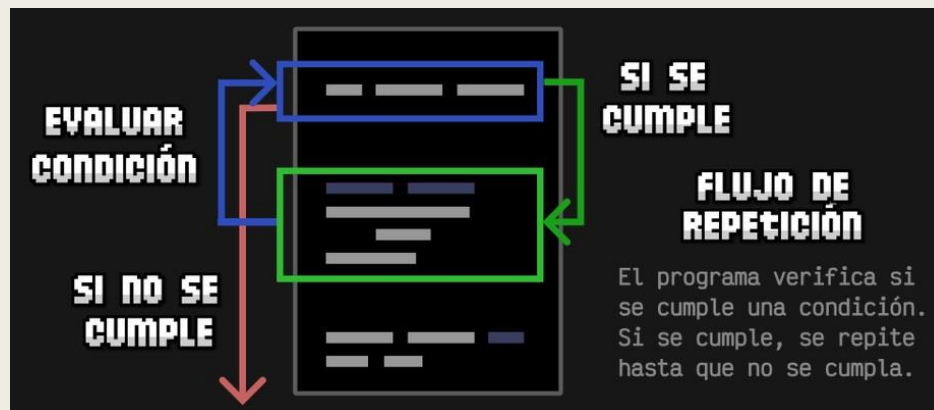 EVALUAR
CONDICIÓN
SI SE
CUMPLE
SI NO SE
CUMPLE
FLUJO DE
REPETICIÓN
El programa verifica si
se cumple una condición.
Si se cumple, se repite
hasta que no se cumpla.